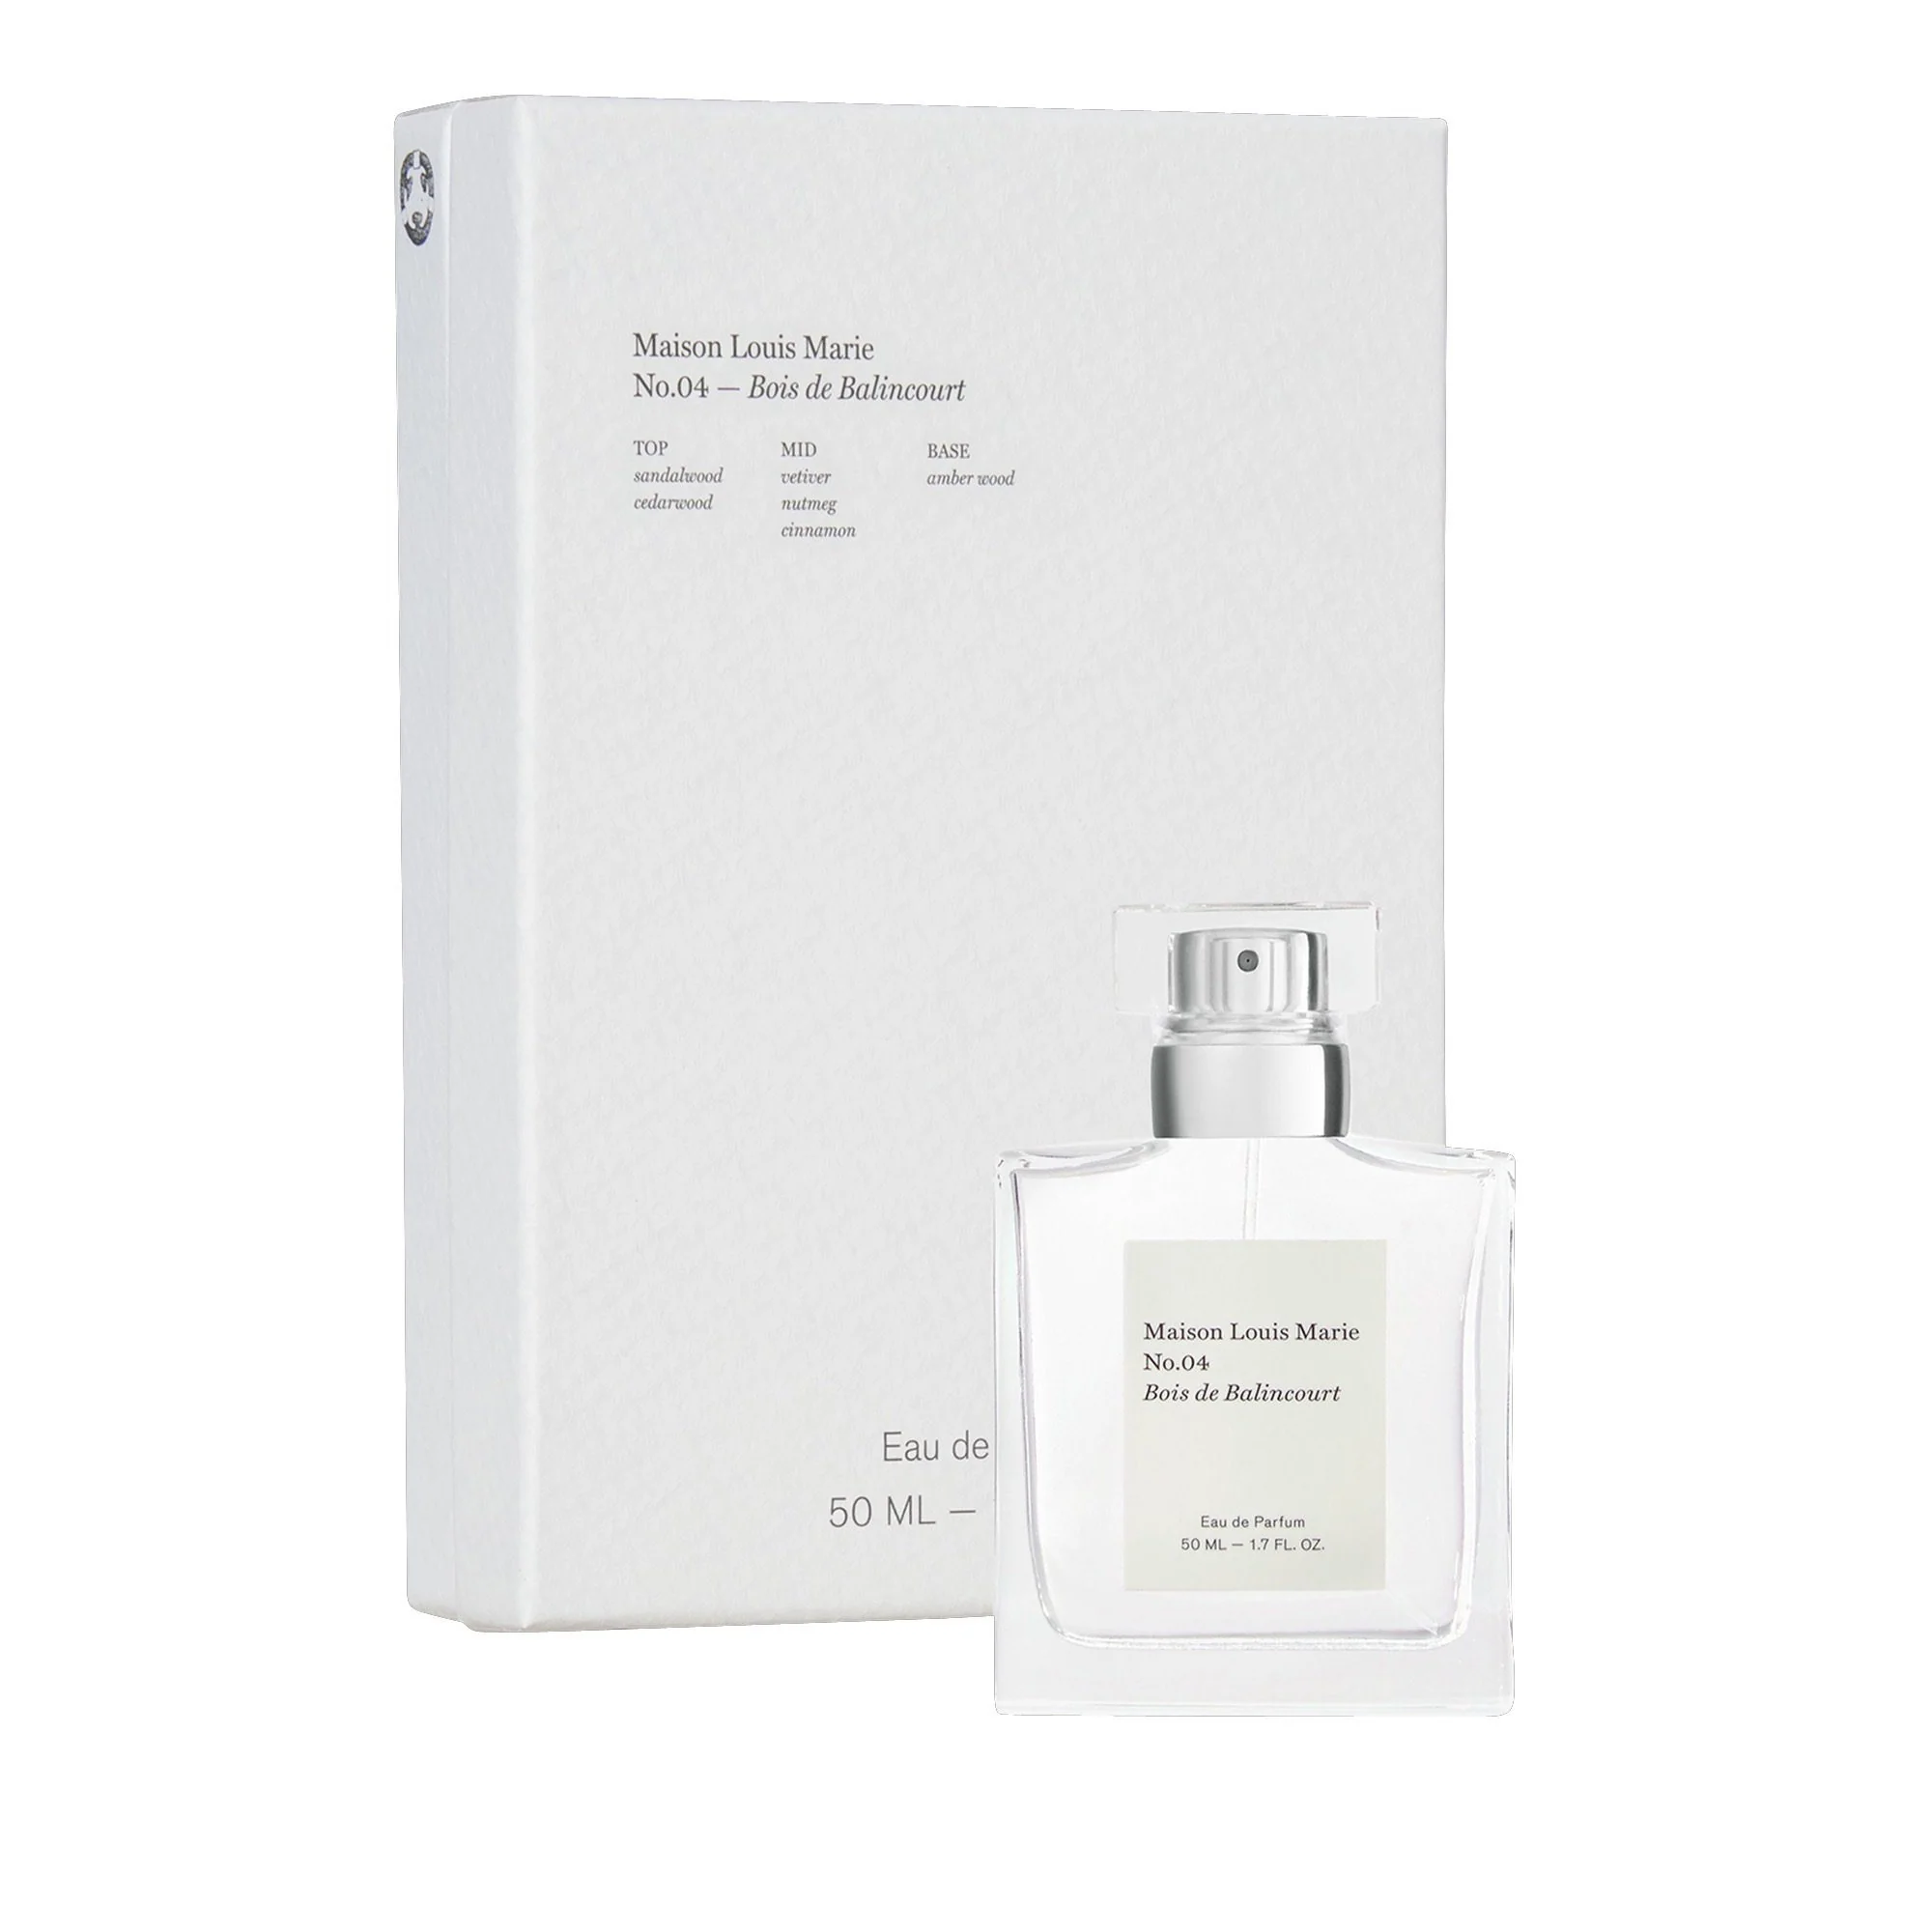 Maison Louis Marie
No.04 — Bois de Balincourt
TOP
sandalwood
cedarwood
MID
vetiver
nutmeg
cinnamon
BASE
amber wood
Eau de
50 ML —
Maison Louis Marie
No.04
Bois de Balincourt
Eau de Parfum
50 ML — 1.7 FL. OZ.